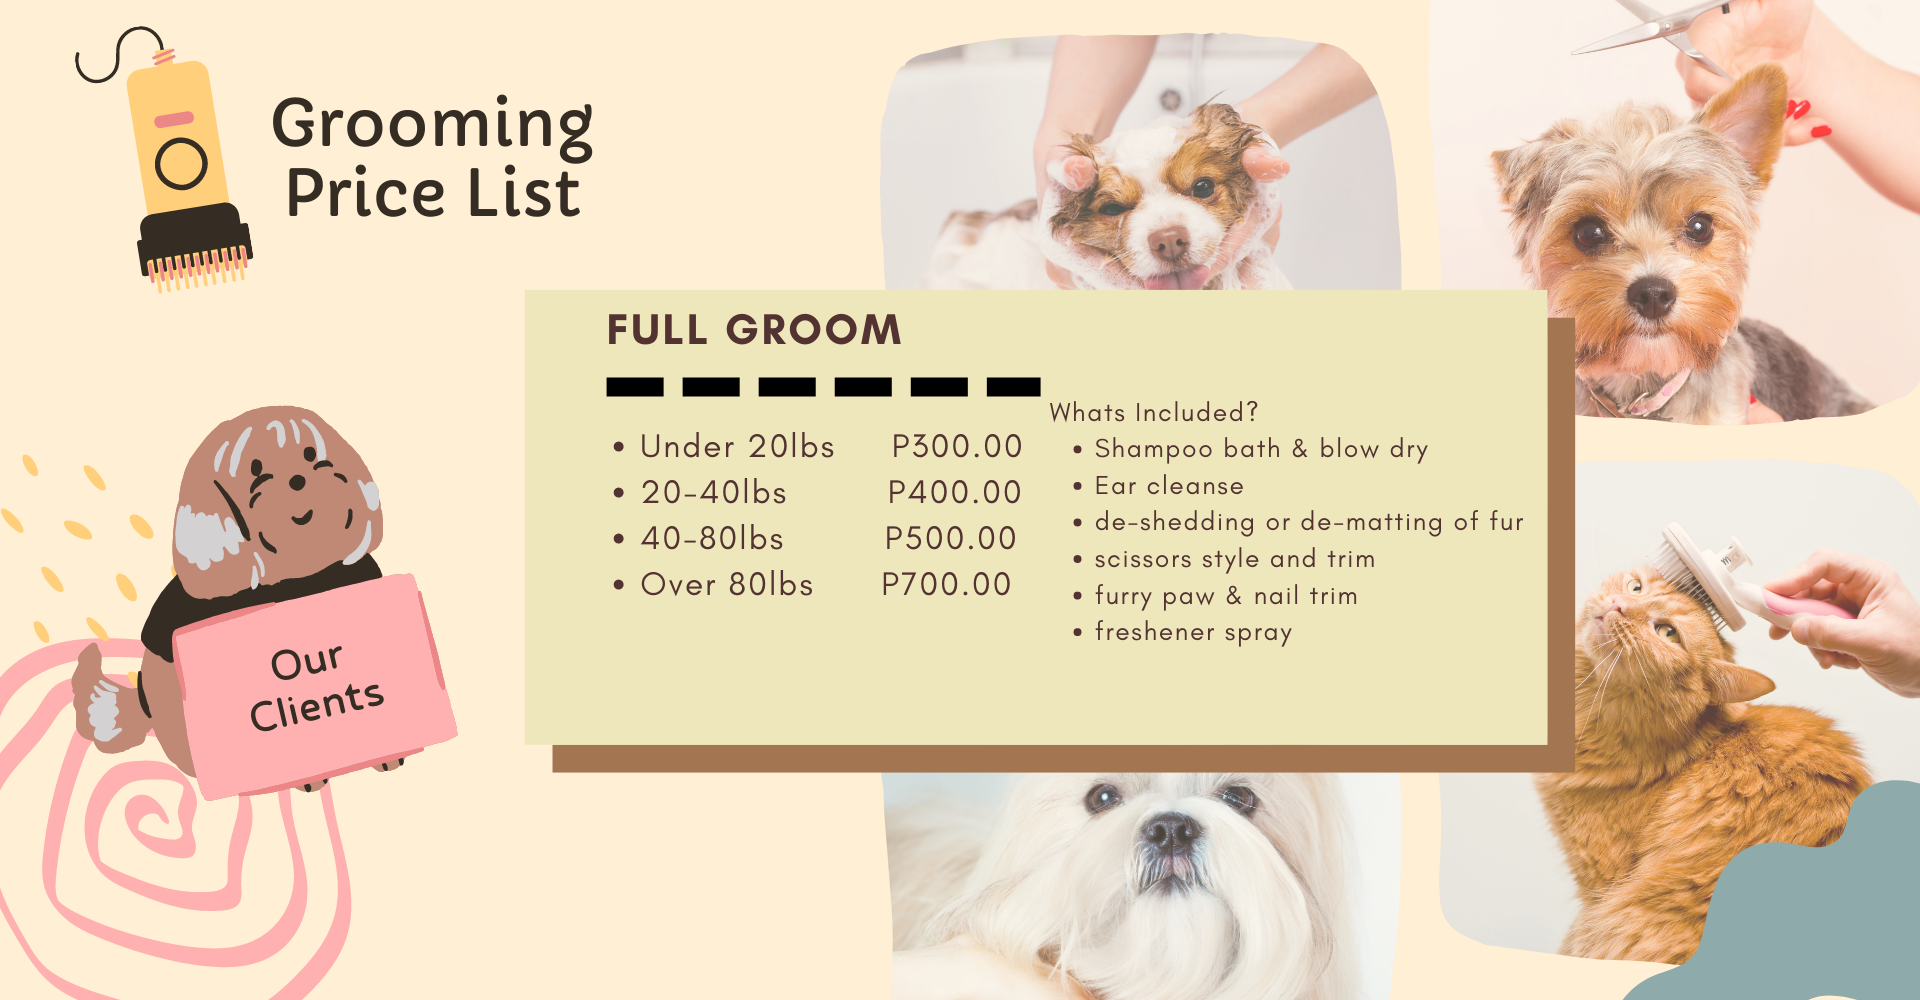 Grooming
Price List
FULL GROOM
• Under 20lbs P300.00
• 20-40lbs P400.00
• 40-80lbs P500.00
• Over 80lbs P700.00
Whats Included?
• Shampoo bath & blow dry
• Ear cleanse
• de-shedding or de-matting of fur
• scissors style and trim
• furry paw & nail trim
• freshener spray
Our
Clients